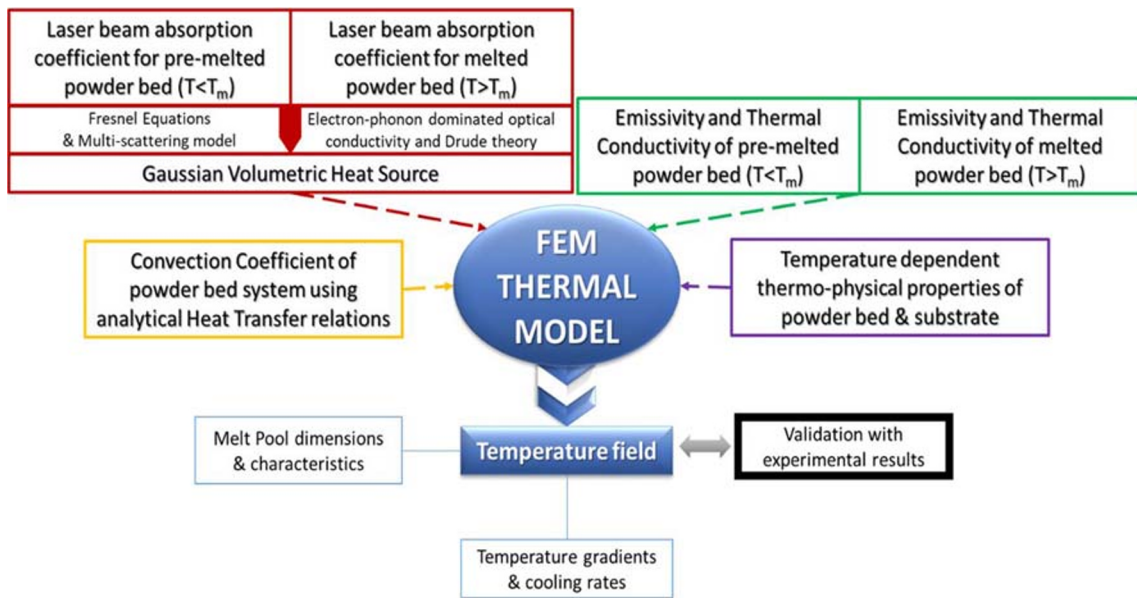 Laser beam absorption
coefficient for pre-melted
powder bed (T<Tm)
Laser beam absorption
coefficient for melted
powder bed (T>Tm)
Fresnel Equations
& Multi-scattering model
Electron-phonon dominated optical
conductivity and Drude theory
Gaussian Volumetric Heat Source
Emissivity and Thermal
Conductivity of pre-melted
powder bed (T<Tm)
Emissivity and Thermal
Conductivity of melted
powder bed (T>Tm)
Convection Coefficient of
powder bed system using
analytical Heat Transfer relations
FEM
THERMAL
MODEL
Temperature dependent
thermo-physical properties of
powder bed & substrate
Melt Pool dimensions
& characteristics
Temperature field
Validation with
experimental results
Temperature gradients
& cooling rates